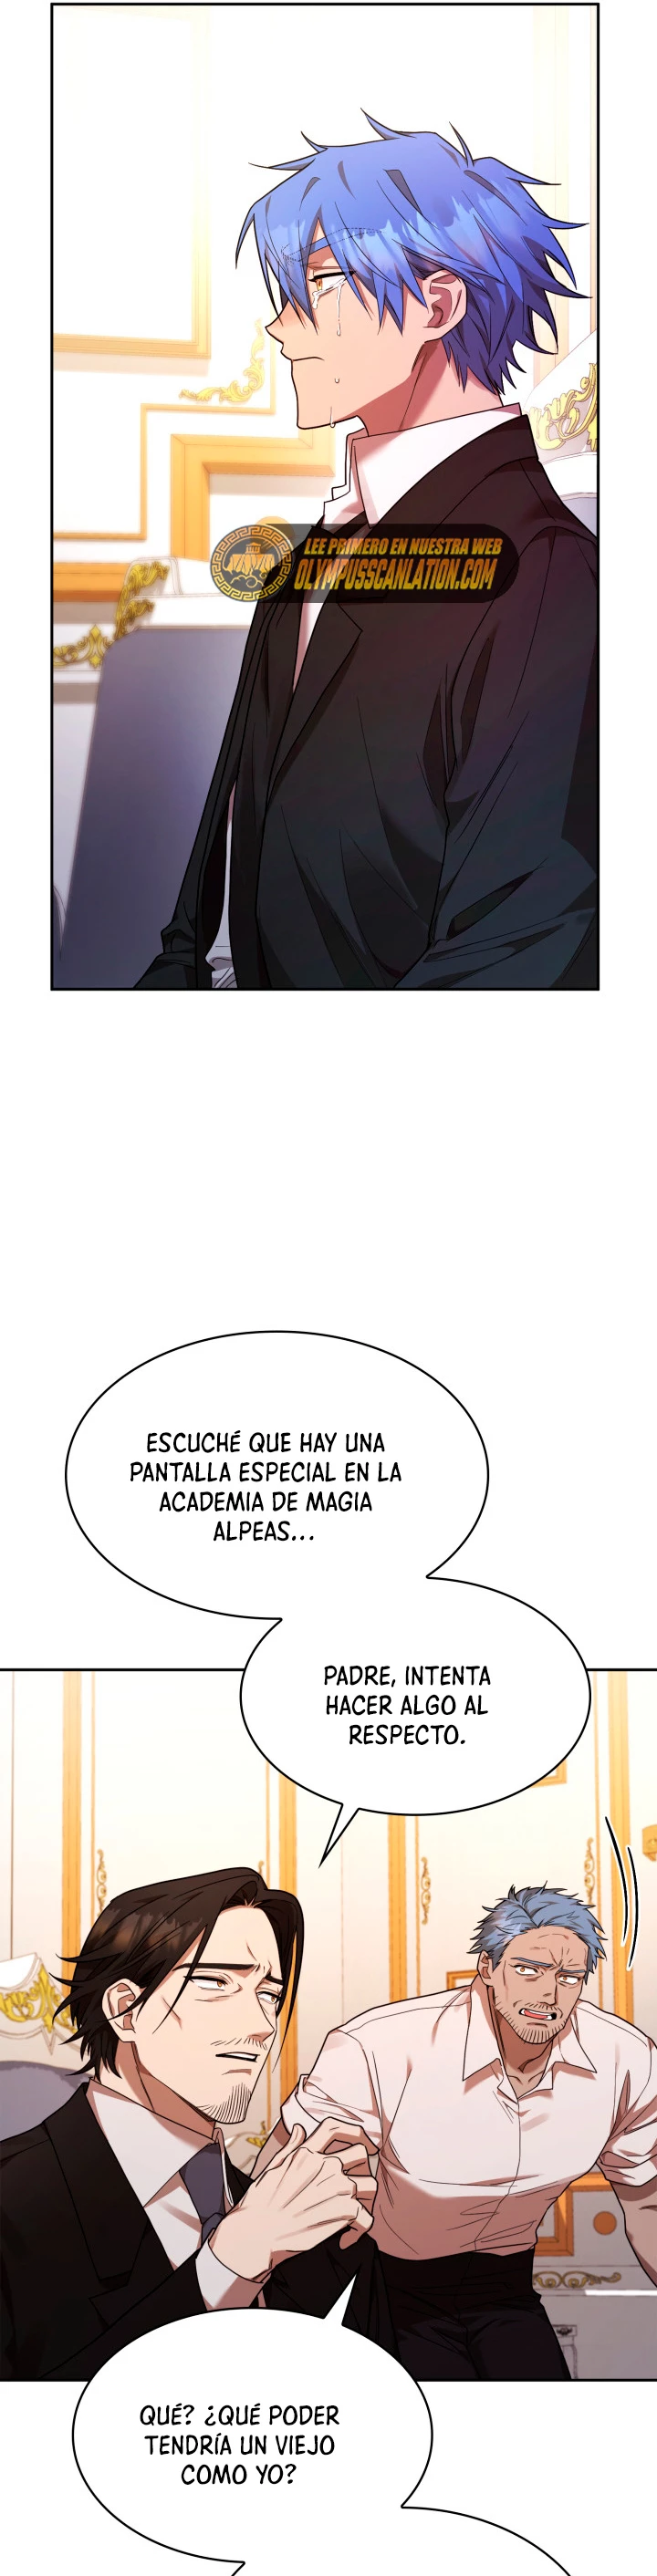 LEE PRIMERO EN NUESTRA WEB
OLYMPUSSCANLATION.COM
ESCUCHÉ QUE HAY UNA
PANTALLA ESPECIAL EN LA
ACADEMIA DE MAGIA
ALPEAS...
PADRE, INTENTA
HACER ALGO AL
RESPECTO.
QUÉ? ¿QUÉ PODER
TENDRÍA UN VIEJO
COMO YO?